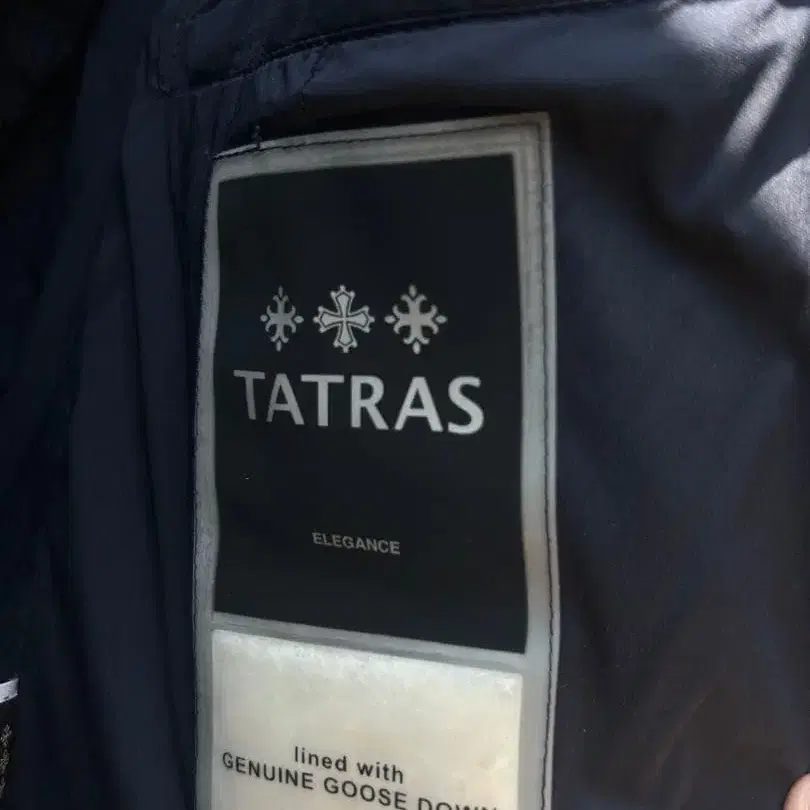 TATRAS
ELEGANCE
lined with
GENUINE GOOSE DOWN